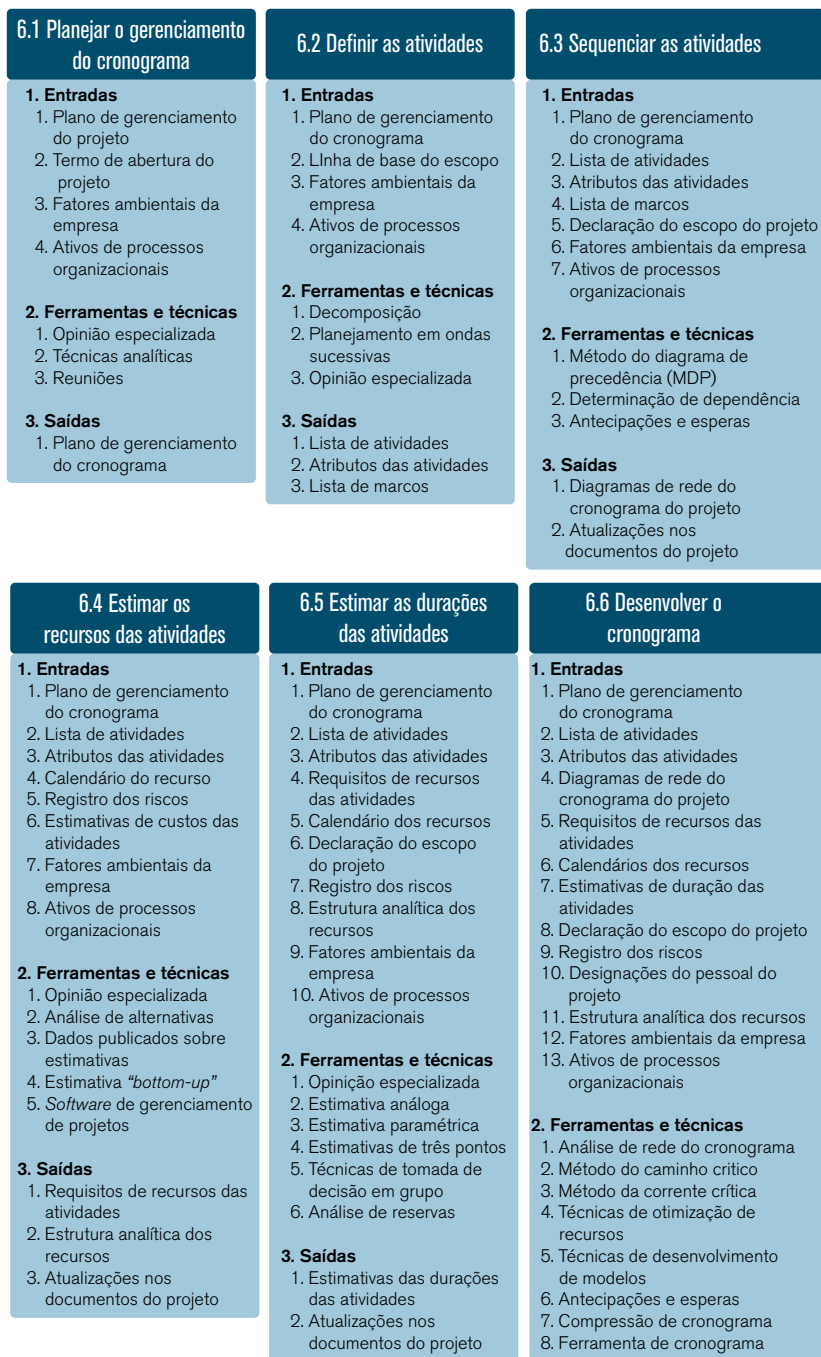 6.1 Planejar o gerenciamento
do cronograma
1. Entradas
1. Plano de gerenciamento
do projeto
2. Termo de abertura do
projeto
3. Fatores ambientais da
empresa
4. Ativos de processos
organizacionais
2. Ferramentas e técnicas
1. Opinião especializada
2. Técnicas analíticas
3. Reuniões
3. Saídas
1. Plano de gerenciamento
do cronograma
6.2 Definir as atividades
1. Entradas
1. Plano de gerenciamento
do cronograma
2. LInha de base do escopo
3. Fatores ambientais da
empresa
4. Ativos de processos
organizacionais
2. Ferramentas e técnicas
1. Decomposição
2. Planejamento em ondas
sucessivas
3. Opinião especializada
3. Saídas
1. Lista de atividades
2. Atributos das atividades
3. Lista de marcos
6.3 Sequenciar as atividades
1. Entradas
1. Plano de gerenciamento
do cronograma
2. Lista de atividades
3. Atributos das atividades
4. Lista de marcos
5. Declaração do escopo do projeto
6. Fatores ambientais da empresa
7. Ativos de processos
organizacionais
2. Ferramentas e técnicas
1. Método do diagrama de
precedência (MDP)
2. Determinação de dependência
3. Antecipações e esperas
3. Saídas
1. Diagramas de rede do
cronograma do projeto
2. Atualizações nos
documentos do projeto
6.4 Estimar os
recursos das atividades
1. Entradas
1. Plano de gerenciamento
do cronograma
2. Lista de atividades
3. Atributos das atividades
4. Calendário do recurso
5. Registro dos riscos
6. Estimativas de custos das
atividades
7. Fatores ambientais da
empresa
8. Ativos de processos
organizacionais
2. Ferramentas e técnicas
1. Opinião especializada
2. Análise de alternativas
3. Dados publicados sobre
estimativas
4. Estimativa "bottom-up"
5. Software de gerenciamento
de projetos
3. Saídas
1. Requisitos de recursos das
atividades
2. Estrutura analítica dos
recursos
3. Atualizações nos
documentos do projeto
6.5 Estimar as durações
das atividades
1. Entradas
1. Plano de gerenciamento
do cronograma
2. Lista de atividades
3. Atributos das atividades
4. Requisitos de recursos
das atividades
5. Calendário dos recursos
6. Declaração do escopo
do projeto
7. Registro dos riscos
8. Estrutura analítica dos
recursos
9. Fatores ambientais da
empresa
10. Ativos de processos
organizacionais
2. Ferramentas e técnicas
1. Opinição especializada
2. Estimativa análoga
3. Estimativa paramétrica
4. Estimativas de três pontos
5. Técnicas de tomada de
decisão em grupo
6. Análise de reservas
3. Saídas
1. Estimativas das durações
das atividades
2. Atualizações nos
documentos do projeto
6.6 Desenvolver o
cronograma
1. Entradas
1. Plano de gerenciamento
do cronograma
2. Lista de atividades
3. Atributos das atividades
4. Diagramas de rede do
cronograma do projeto
5. Requisitos de recursos das
atividades
6. Calendários dos recursos
7. Estimativas de duração das
atividades
8. Declaração do escopo do projeto
9. Registro dos riscos
10. Designações do pessoal do
projeto
11. Estrutura analítica dos recursos
12. Fatores ambientais da empresa
13. Ativos de processos
organizacionais
2. Ferramentas e técnicas
1. Análise de rede do cronograma
2. Método do caminho critico
3. Método da corrente crítica
4. Técnicas de otimização de
recursos
5. Técnicas de desenvolvimento
de modelos
6. Antecipações e esperas
7. Compressão de cronograma
8. Ferramenta de cronograma